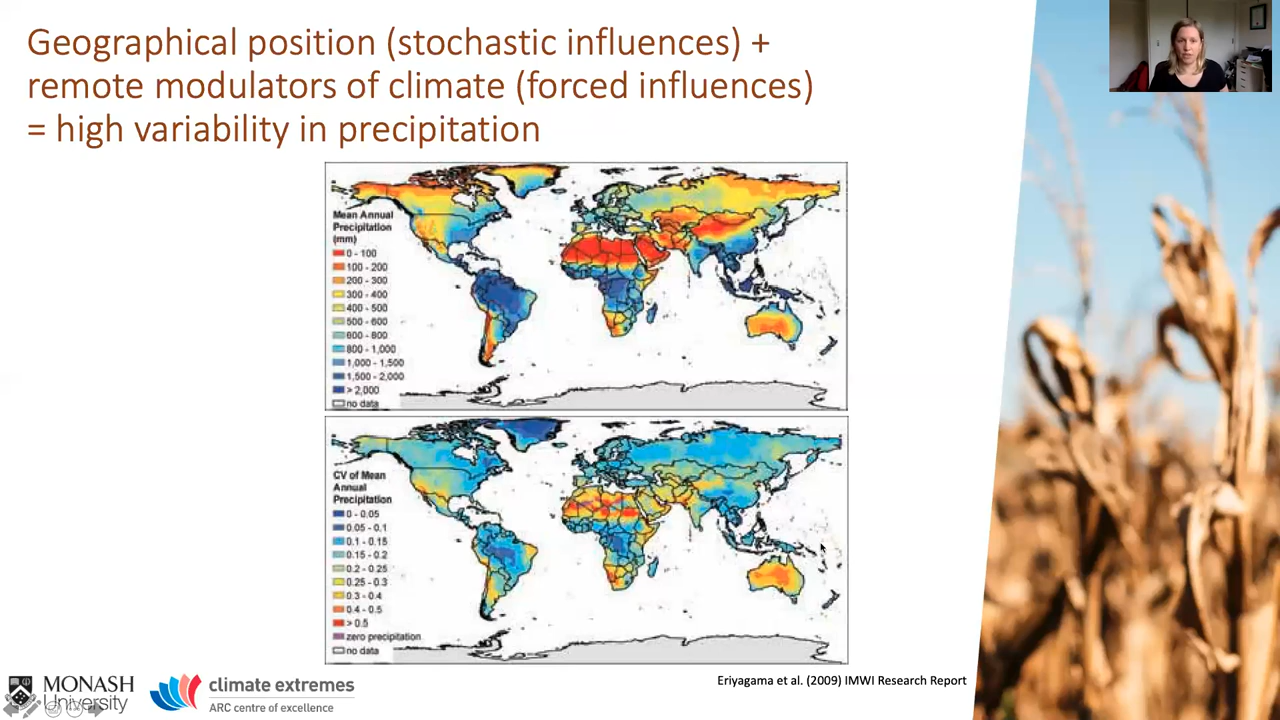 Geographical position (stochastic influences) +
remote modulators of climate (forced influences)
= high variability in precipitation
Mean Annual
Precipitation
(mm)
0 - 100
100 - 200
200 - 300
300 - 400
400 - 500
500 - 600
600 - 800
800 - 1,000
1,000 - 1,500
1,500 - 2,000
> 2,000
no data
CV of Mean
Annual
Precipitation
0 - 0.05
0.05 - 0.1
0.1 - 0.15
0.15 - 0.2
0.2 - 0.25
0.25 - 0.3
0.3 - 0.4
0.4 - 0.5
> 0.5
zero precipitation
no data
Eriyagama et al. (2009) IMWI Research Report
MONASH
University
climate extremes
ARC centre of excellence